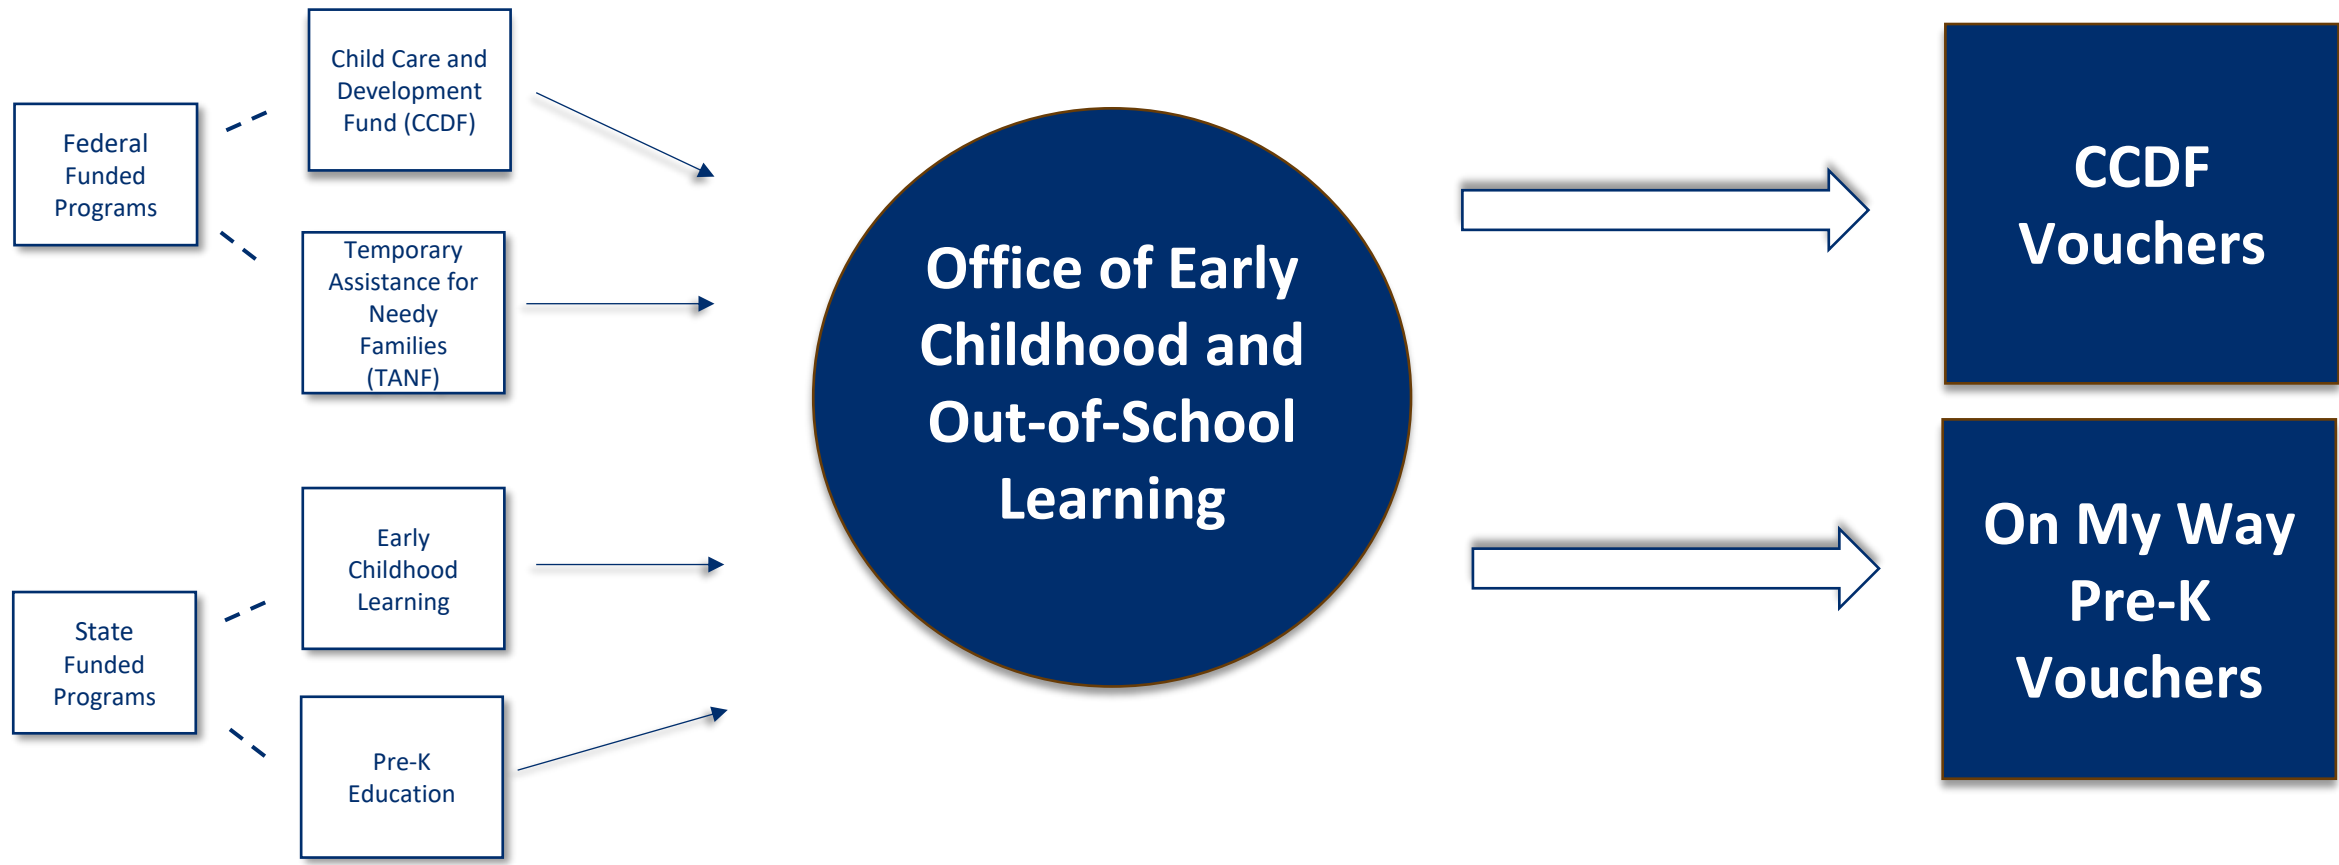 Federal
Funded
Programs
Child Care and
Development
Fund (CCDF)
Temporary
Assistance for
Needy
Families
(TANF)
State
Funded
Programs
Early
Childhood
Learning
Pre-K
Education
Office of Early
Childhood and
Out-of-School
Learning
CCDF
Vouchers
On My Way
Pre-K
Vouchers